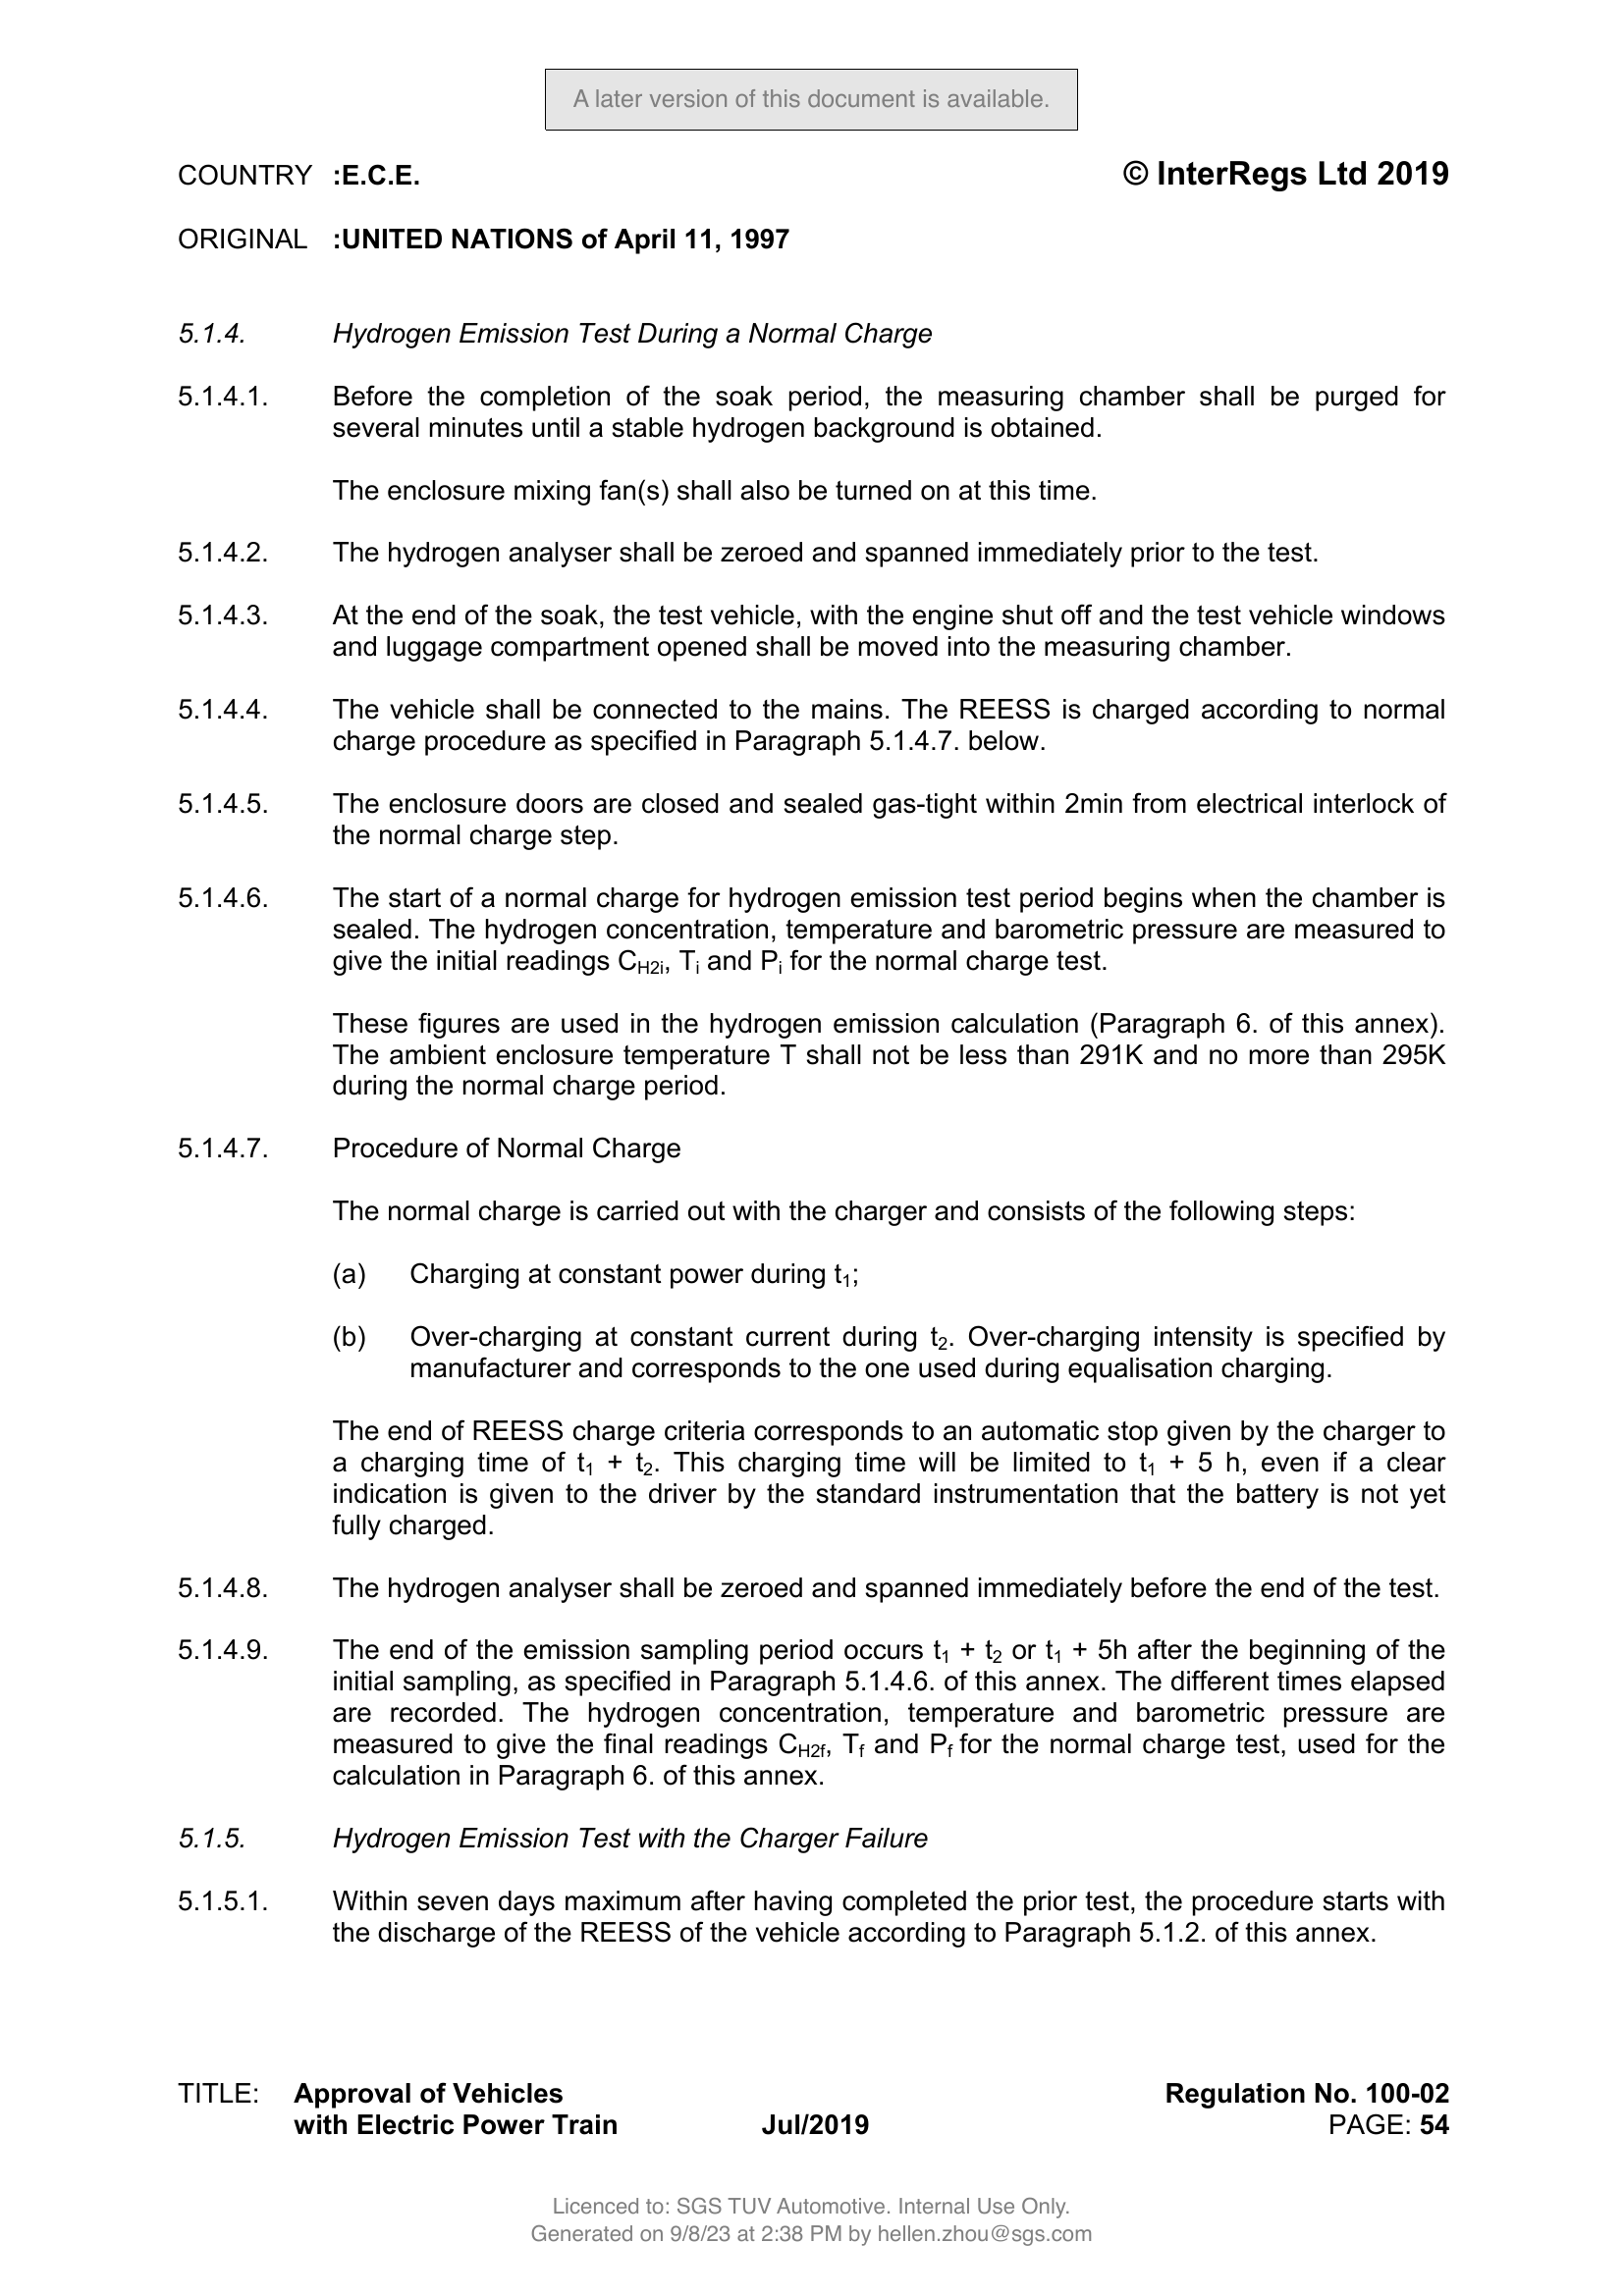 A later version of this document is available.
COUNTRY :E.C.E. © InterRegs Ltd 2019
ORIGINAL :UNITED NATIONS of April 11, 1997
5.1.4. Hydrogen Emission Test During a Normal Charge
5.1.4.1. Before the completion of the soak period, the measuring chamber shall be purged for
several minutes until a stable hydrogen background is obtained.
The enclosure mixing fan(s) shall also be turned on at this time.
5.1.4.2. The hydrogen analyser shall be zeroed and spanned immediately prior to the test.
5.1.4.3. At the end of the soak, the test vehicle, with the engine shut off and the test vehicle windows
and luggage compartment opened shall be moved into the measuring chamber.
5.1.4.4. The vehicle shall be connected to the mains. The REESS is charged according to normal
charge procedure as specified in Paragraph 5.1.4.7. below.
5.1.4.5. The enclosure doors are closed and sealed gas-tight within 2min from electrical interlock of
the normal charge step.
5.1.4.6. The start of a normal charge for hydrogen emission test period begins when the chamber is
sealed. The hydrogen concentration, temperature and barometric pressure are measured to
give the initial readings C_H2i, T_i and P_i for the normal charge test.
These figures are used in the hydrogen emission calculation (Paragraph 6. of this annex).
The ambient enclosure temperature T shall not be less than 291K and no more than 295K
during the normal charge period.
5.1.4.7. Procedure of Normal Charge
The normal charge is carried out with the charger and consists of the following steps:
(a) Charging at constant power during t₁;
(b) Over-charging at constant current during t₂. Over-charging intensity is specified by
manufacturer and corresponds to the one used during equalisation charging.
The end of REESS charge criteria corresponds to an automatic stop given by the charger to
a charging time of t₁ + t₂. This charging time will be limited to t₁ + 5 h, even if a clear
indication is given to the driver by the standard instrumentation that the battery is not yet
fully charged.
5.1.4.8. The hydrogen analyser shall be zeroed and spanned immediately before the end of the test.
5.1.4.9. The end of the emission sampling period occurs t₁ + t₂ or t₁ + 5h after the beginning of the
initial sampling, as specified in Paragraph 5.1.4.6. of this annex. The different times elapsed
are recorded. The hydrogen concentration, temperature and barometric pressure are
measured to give the final readings C_H2f, T_f and P_f for the normal charge test, used for the
calculation in Paragraph 6. of this annex.
5.1.5. Hydrogen Emission Test with the Charger Failure
5.1.5.1. Within seven days maximum after having completed the prior test, the procedure starts with
the discharge of the REESS of the vehicle according to Paragraph 5.1.2. of this annex.
TITLE: Approval of Vehicles Regulation No. 100-02
with Electric Power Train Jul/2019 PAGE: 54
Licenced to: SGS TUV Automotive. Internal Use Only.
Generated on 9/8/23 at 2:38 PM by hellen.zhou@sgs.com